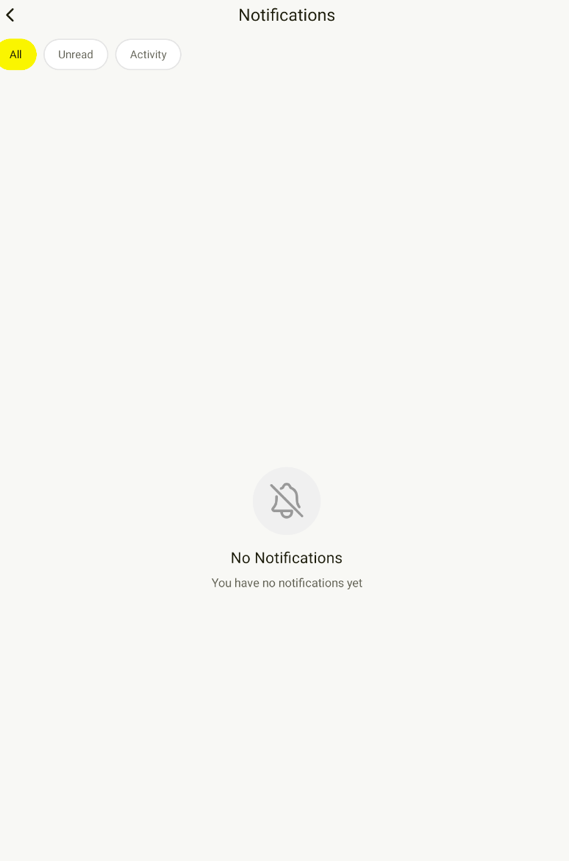 Notifications
All
Unread
Activity
No Notifications
You have no notifications yet